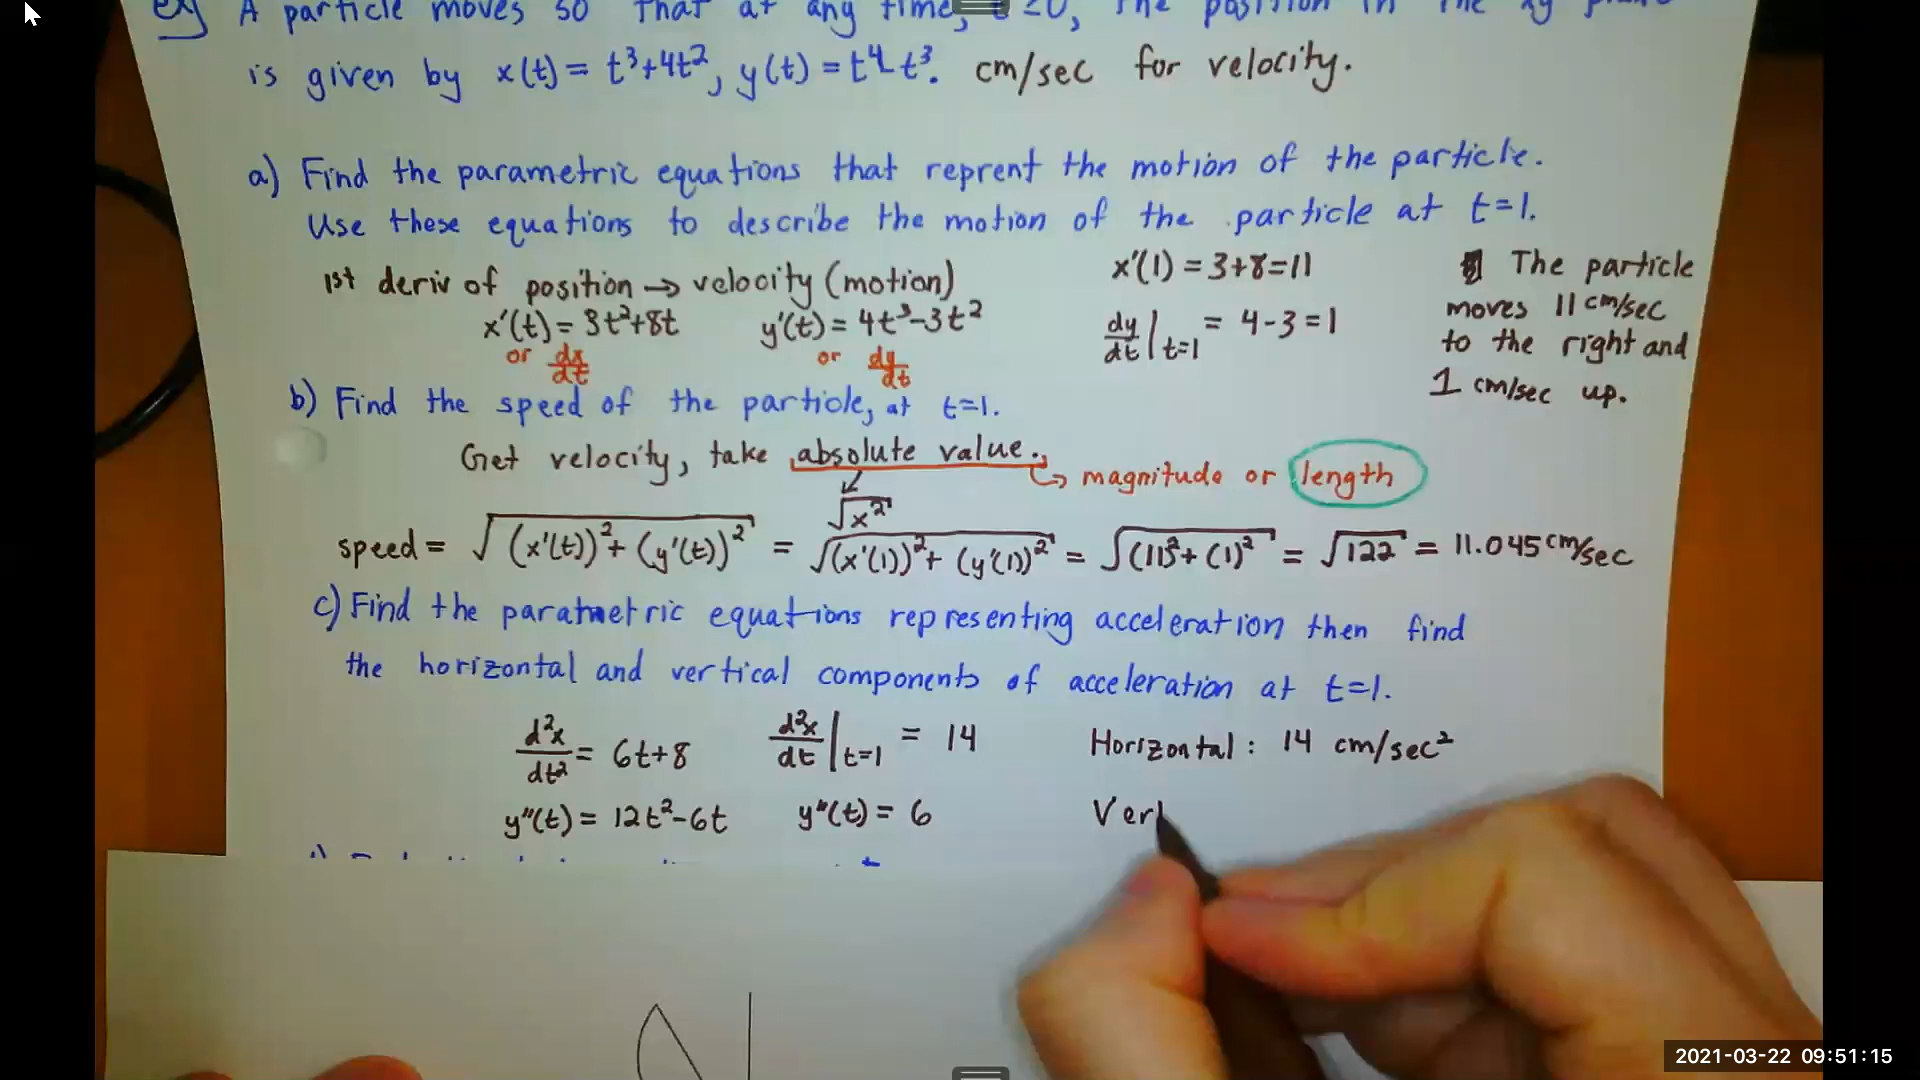 ex) A particle moves so that at any time, t≥0, the position in the xy plane
is given by x(t) = t³+4t², y(t) = t⁴-t³. cm/sec for velocity.
a) Find the parametric equations that reprent the motion of the particle.
Use these equations to describe the motion of the particle at t=1.
1st deriv of position → velocity (motion)
x'(t) = 3t²+8t y'(t) = 4t³-3t²
or dx/dt or dy/dt
x'(1) = 3+8=11
dy/dt |t=1 = 4-3=1
The particle
moves 11 cm/sec
to the right and
1 cm/sec up.
b) Find the speed of the particle, at t=1.
Get velocity, take absolute value.
↳ magnitude or length
√x²
speed = √(x'(t))²+(y'(t))² = √(x'(1))²+(y'(1))² = √(11)²+(1)² = √122 = 11.045 cm/sec
c) Find the parametric equations representing acceleration then find
the horizontal and vertical components of acceleration at t=1.
d²x/dt² = 6t+8 d²x/dt |t=1 = 14 Horizontal: 14 cm/sec²
y"(t) = 12t²-6t y"(t) = 6 Vert
2021-03-22 09:51:15